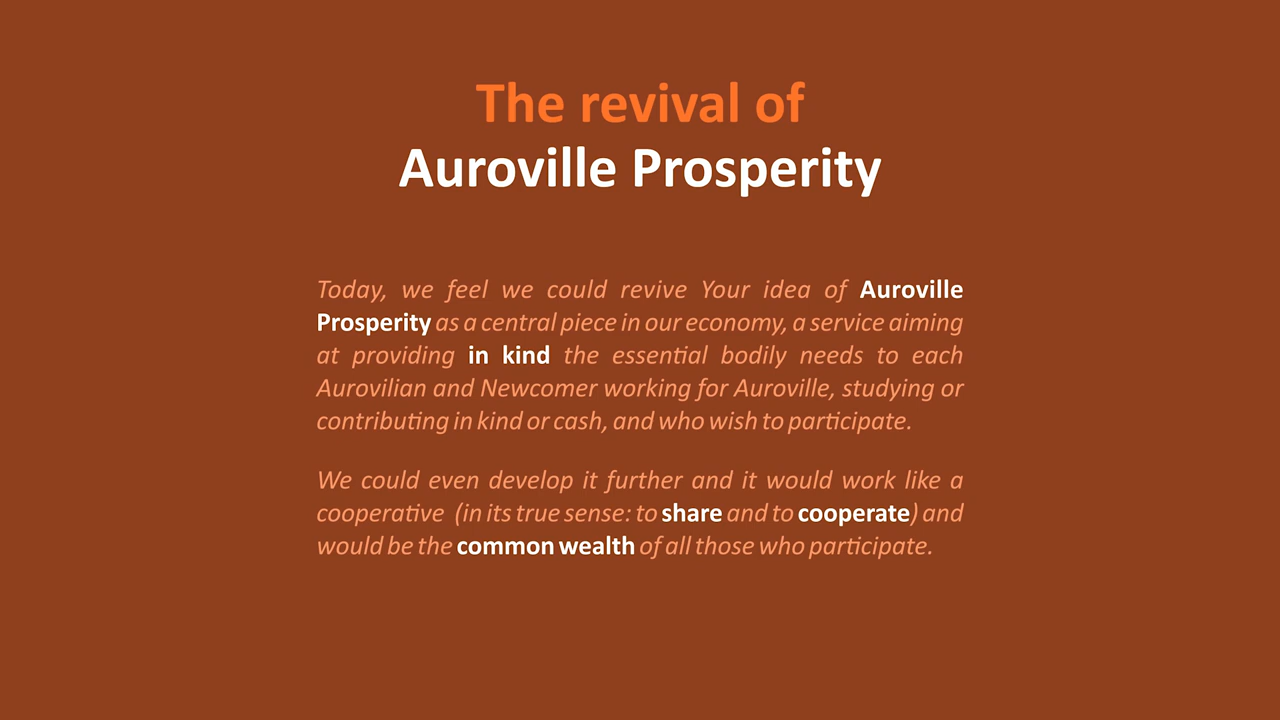 The revival of
Auroville Prosperity
Today, we feel we could revive Your idea of Auroville
Prosperity as a central piece in our economy, a service aiming
at providing in kind the essential bodily needs to each
Aurovilian and Newcomer working for Auroville, studying or
contributing in kind or cash, and who wish to participate.
We could even develop it further and it would work like a
cooperative (in its true sense: to share and to cooperate) and
would be the common wealth of all those who participate.